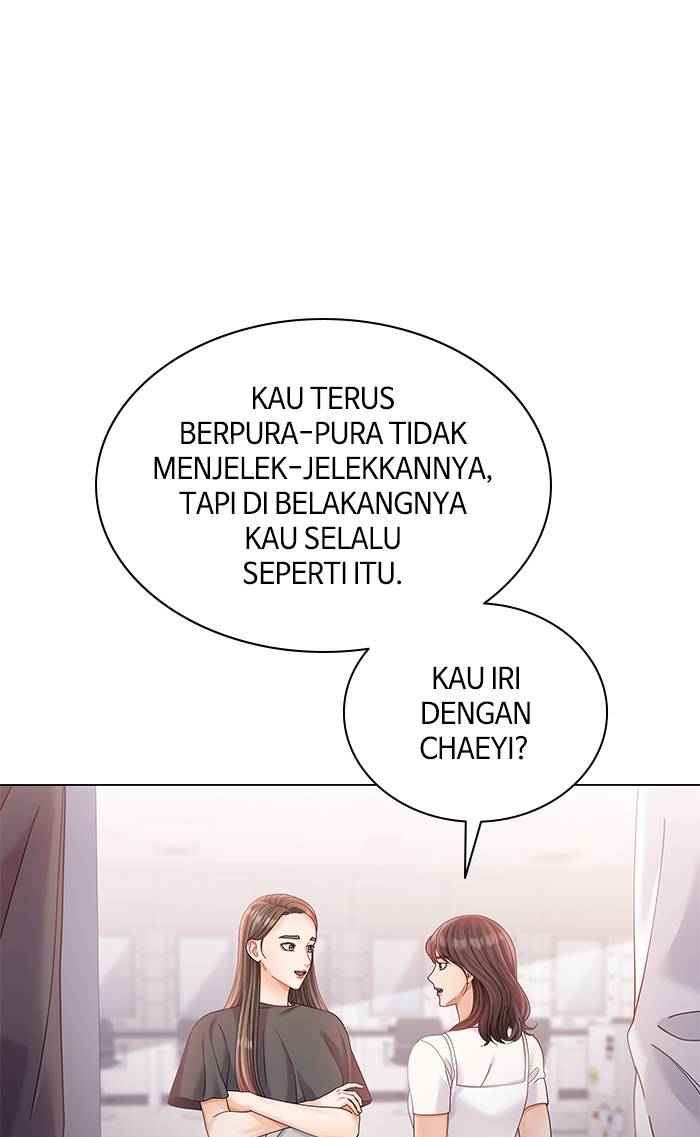 KAU TERUS
BERPURA-PURA TIDAK
MENJELEK-JELEKKANNYA,
TAPI DI BELAKANGNYA
KAU SELALU
SEPERTI ITU.
KAU IRI
DENGAN
CHAEYI?